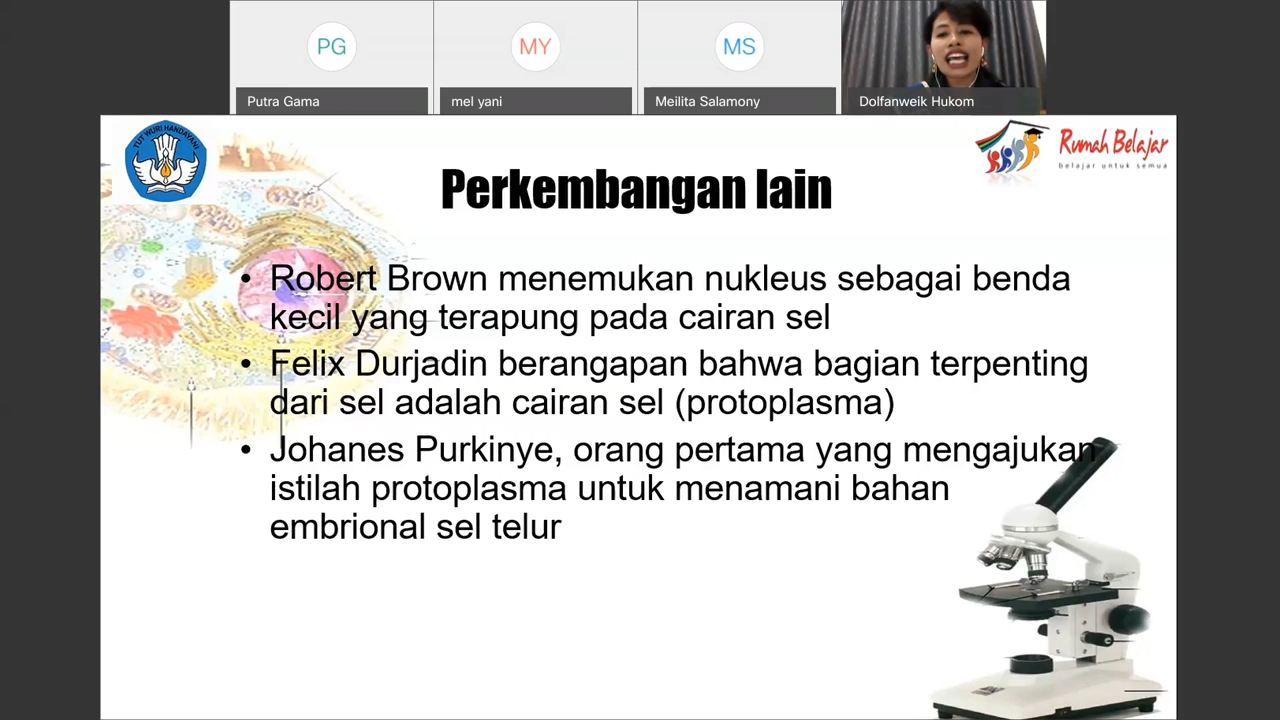 PG
MY
MS
Putra Gama
mel yani
Meilita Salamony
Dolfanweik Hukom
TUT WURI HANDAYANI
Rumah Belajar
belajar untuk semua
Perkembangan lain
• Robert Brown menemukan nukleus sebagai benda
kecil yang terapung pada cairan sel
• Felix Durjadin berangapan bahwa bagian terpenting
dari sel adalah cairan sel (protoplasma)
• Johanes Purkinye, orang pertama yang mengajukan
istilah protoplasma untuk menamani bahan
embrional sel telur